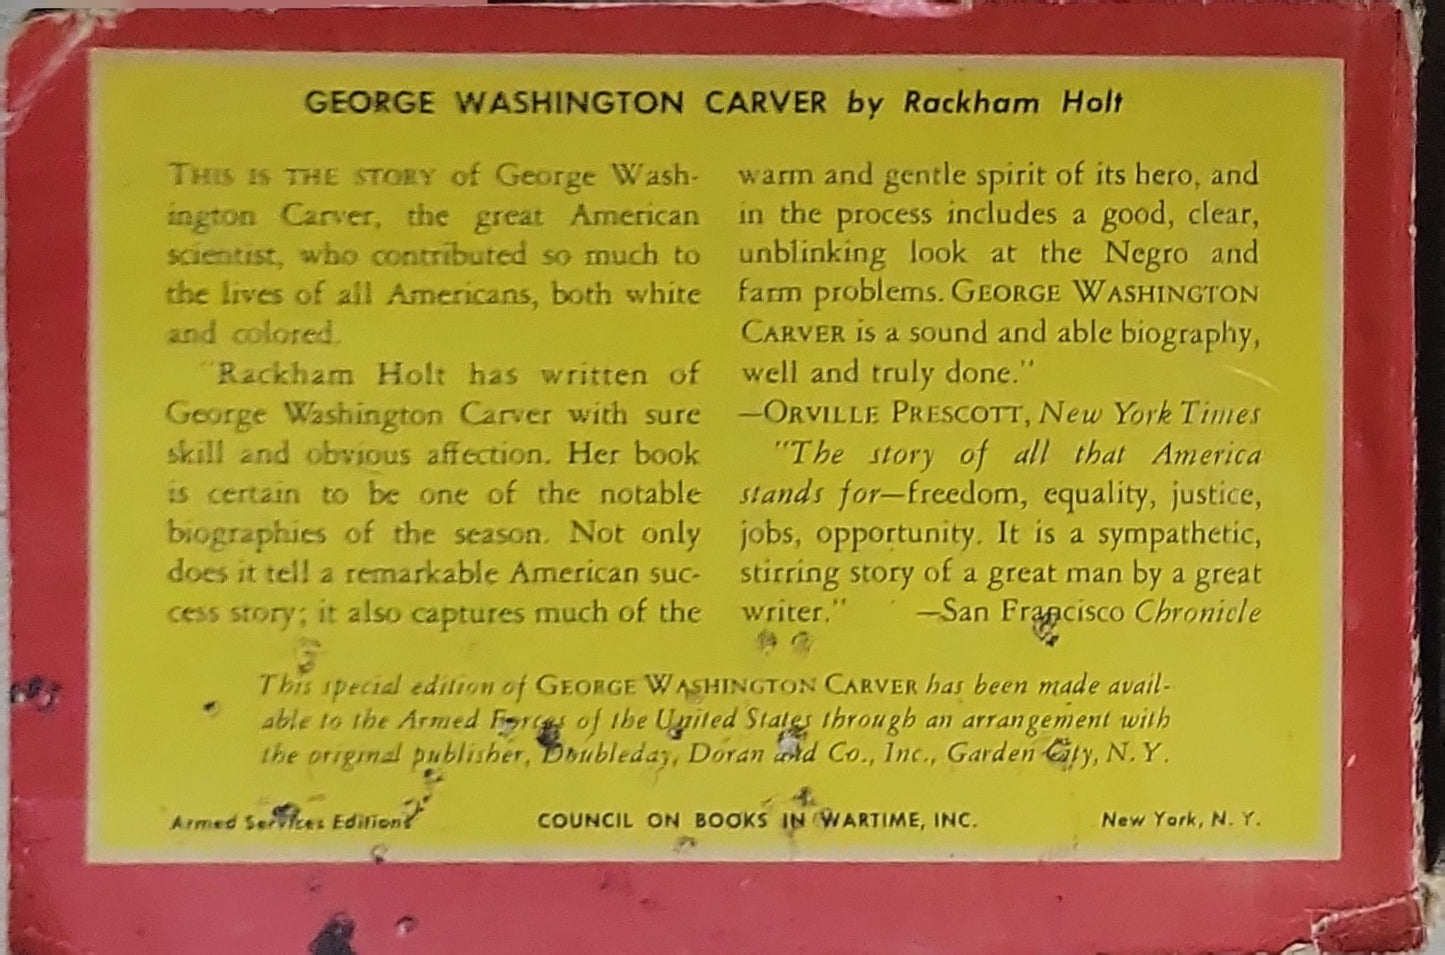 GEORGE WASHINGTON CARVER by Rackham Holt
THIS IS THE STORY of George Wash-
ington Carver, the great American
scientist, who contributed so much to
the lives of all Americans, both white
and colored.
"Rackham Holt has written of
George Washington Carver with sure
skill and obvious affection. Her book
is certain to be one of the notable
biographies of the season. Not only
does it tell a remarkable American suc-
cess story; it also captures much of the
warm and gentle spirit of its hero, and
in the process includes a good, clear,
unblinking look at the Negro and
farm problems. GEORGE WASHINGTON
CARVER is a sound and able biography,
well and truly done."
—ORVILLE PRESCOTT, New York Times
"The story of all that America
stands for—freedom, equality, justice,
jobs, opportunity. It is a sympathetic,
stirring story of a great man by a great
writer." —San Francisco Chronicle
This special edition of GEORGE WASHINGTON CARVER has been made avail-
able to the Armed Forces of the United States through an arrangement with
the original publisher, Doubleday, Doran and Co., Inc., Garden City, N. Y.
Armed Services Editions COUNCIL ON BOOKS IN WARTIME, INC. New York, N. Y.